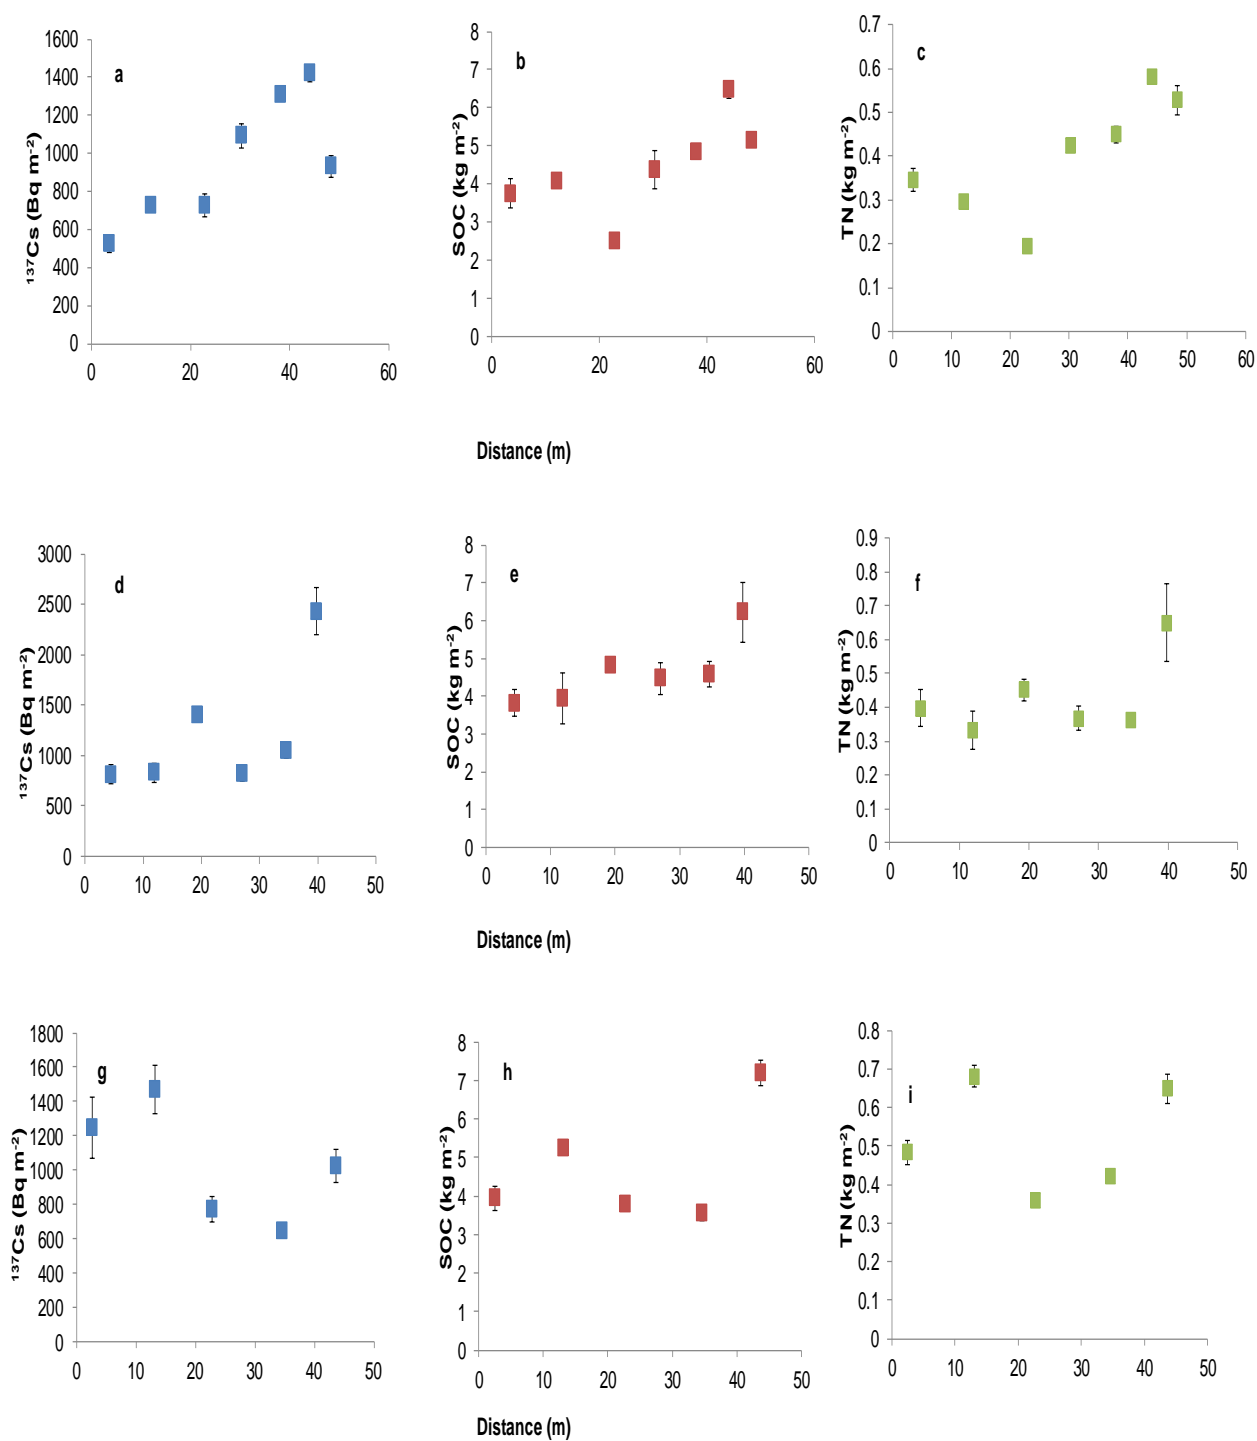 a
¹³⁷Cs (Bq m⁻²)
1600
1400
1200
1000
800
600
400
200
0
0 20 40 60
b
SOC (kg m⁻²)
8
7
6
5
4
3
2
1
0
0 20 40 60
c
TN (kg m⁻²)
0.7
0.6
0.5
0.4
0.3
0.2
0.1
0
0 10 20 30 40 50 60
Distance (m)
d
¹³⁷Cs (Bq m⁻²)
3000
2500
2000
1500
1000
500
0
0 10 20 30 40 50
e
SOC (kg m⁻²)
8
7
6
5
4
3
2
1
0
0 10 20 30 40 50
f
TN (kg m⁻²)
0.9
0.8
0.7
0.6
0.5
0.4
0.3
0.2
0.1
0
0 10 20 30 40 50
Distance (m)
g
¹³⁷Cs (Bq m⁻²)
1800
1600
1400
1200
1000
800
600
400
200
0
0 10 20 30 40 50
h
SOC (kg m⁻²)
8
7
6
5
4
3
2
1
0
0 10 20 30 40 50
i
TN (kg m⁻²)
0.8
0.7
0.6
0.5
0.4
0.3
0.2
0.1
0
0 10 20 30 40 50
Distance (m)